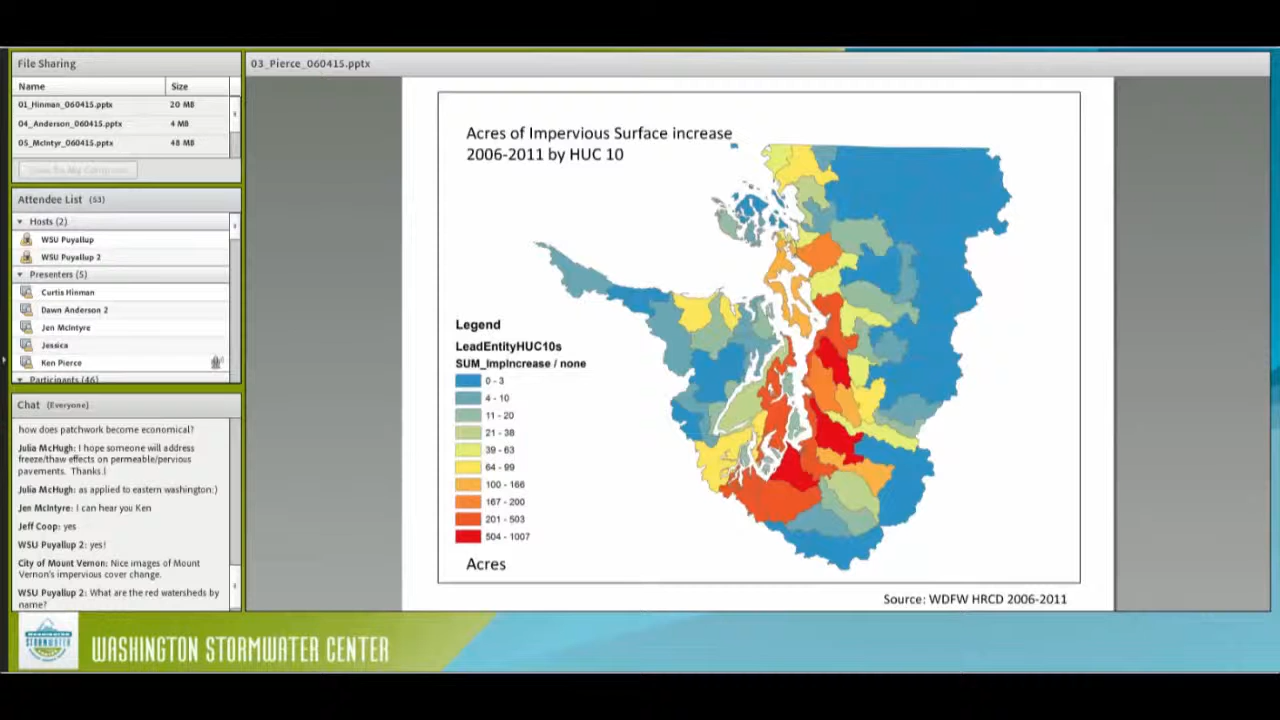 File Sharing
Name Size
01_Hinman_060415.pptx 20 MB
04_Anderson_060415.pptx 4 MB
05_McIntyr_060415.pptx 48 MB
Attendee List (53)
Hosts (2)
WSU Puyallup
WSU Puyallup 2
Presenters (5)
Curtis Hinman
Dawn Anderson 2
Jen McIntyre
Jessica
Ken Pierce
Participants (46)
Chat (Everyone)
how does patchwork become economical?
Julia McHugh: I hope someone will address
freeze/thaw effects on permeable/pervious
pavements. Thanks!
Julia McHugh: as applied to eastern washington:)
Jen McIntyre: I can hear you Ken
Jeff Coop: yes
WSU Puyallup 2: yes!
City of Mount Vernon: Nice images of Mount
Vernon's impervious cover change.
WSU Puyallup 2: What are the red watersheds by
name?
03_Pierce_060415.pptx
Acres of Impervious Surface increase
2006-2011 by HUC 10
Legend
LeadEntityHUC10s
SUM_ImpIncrease / none
0 - 3
4 - 10
11 - 20
21 - 38
39 - 63
64 - 99
100 - 166
167 - 200
201 - 503
504 - 1007
Acres
Source: WDFW HRCD 2006-2011
WASHINGTON STORMWATER CENTER